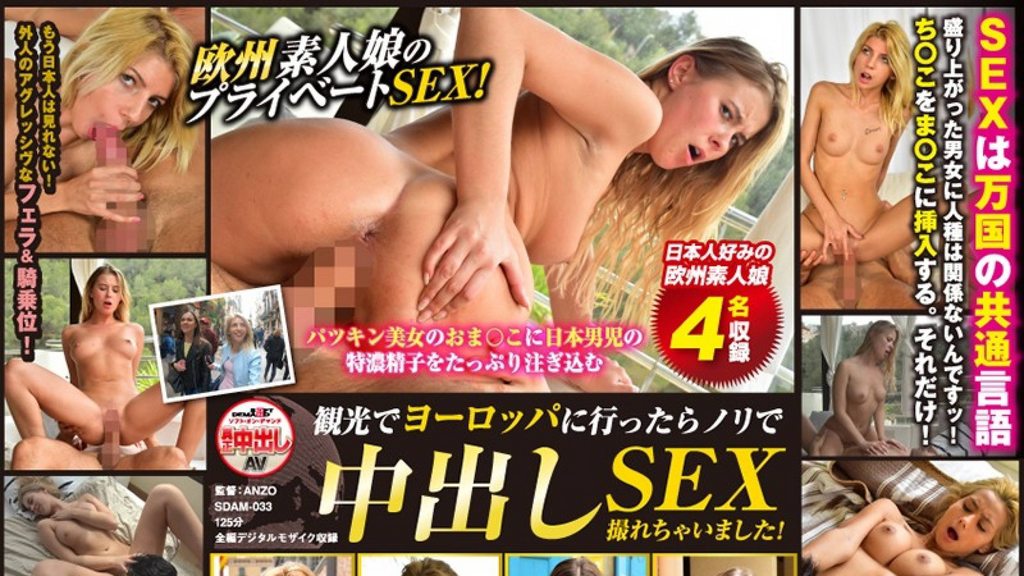 もう日本人は見れない!
外人のアグレッシヴな
フェラ&騎乗位!
欧州素人娘の
プライベートSEX!
SEXは万国の共通言語
盛り上がった男女に人種は関係ないんですッ!
ち○こをま○こに挿入する。それだけ!
日本人好みの
欧州素人娘
4名収録
パツキン美女のおま○こに日本男児の
特濃精子をたっぷり注ぎ込む
ソフト・オン・デマンド
真正中出し
AV
監督:ANZO
SDAM-033
125分
全編デジタルモザイク収録
観光でヨーロッパに行ったらノリで
中出しSEX
撮れちゃいました!